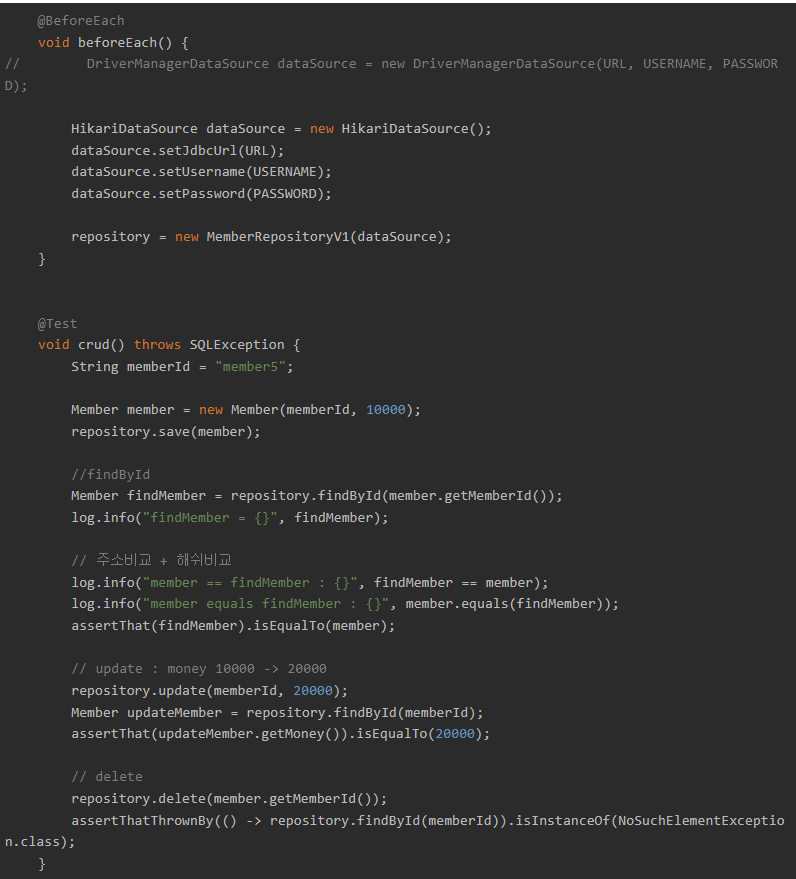 @BeforeEach
void beforeEach() {
//        DriverManagerDataSource dataSource = new DriverManagerDataSource(URL, USERNAME, PASSWOR
D);
HikariDataSource dataSource = new HikariDataSource();
dataSource.setJdbcUrl(URL);
dataSource.setUsername(USERNAME);
dataSource.setPassword(PASSWORD);
repository = new MemberRepositoryV1(dataSource);
}
@Test
void crud() throws SQLException {
String memberId = "member5";
Member member = new Member(memberId, 10000);
repository.save(member);
//findById
Member findMember = repository.findById(member.getMemberId());
log.info("findMember = {}", findMember);
// 주소비교 + 해쉬비교
log.info("member == findMember : {}", findMember == member);
log.info("member equals findMember : {}", member.equals(findMember));
assertThat(findMember).isEqualTo(member);
// update : money 10000 -> 20000
repository.update(memberId, 20000);
Member updateMember = repository.findById(memberId);
assertThat(updateMember.getMoney()).isEqualTo(20000);
// delete
repository.delete(member.getMemberId());
assertThatThrownBy(() -> repository.findById(memberId)).isInstanceOf(NoSuchElementExceptio
n.class);
}